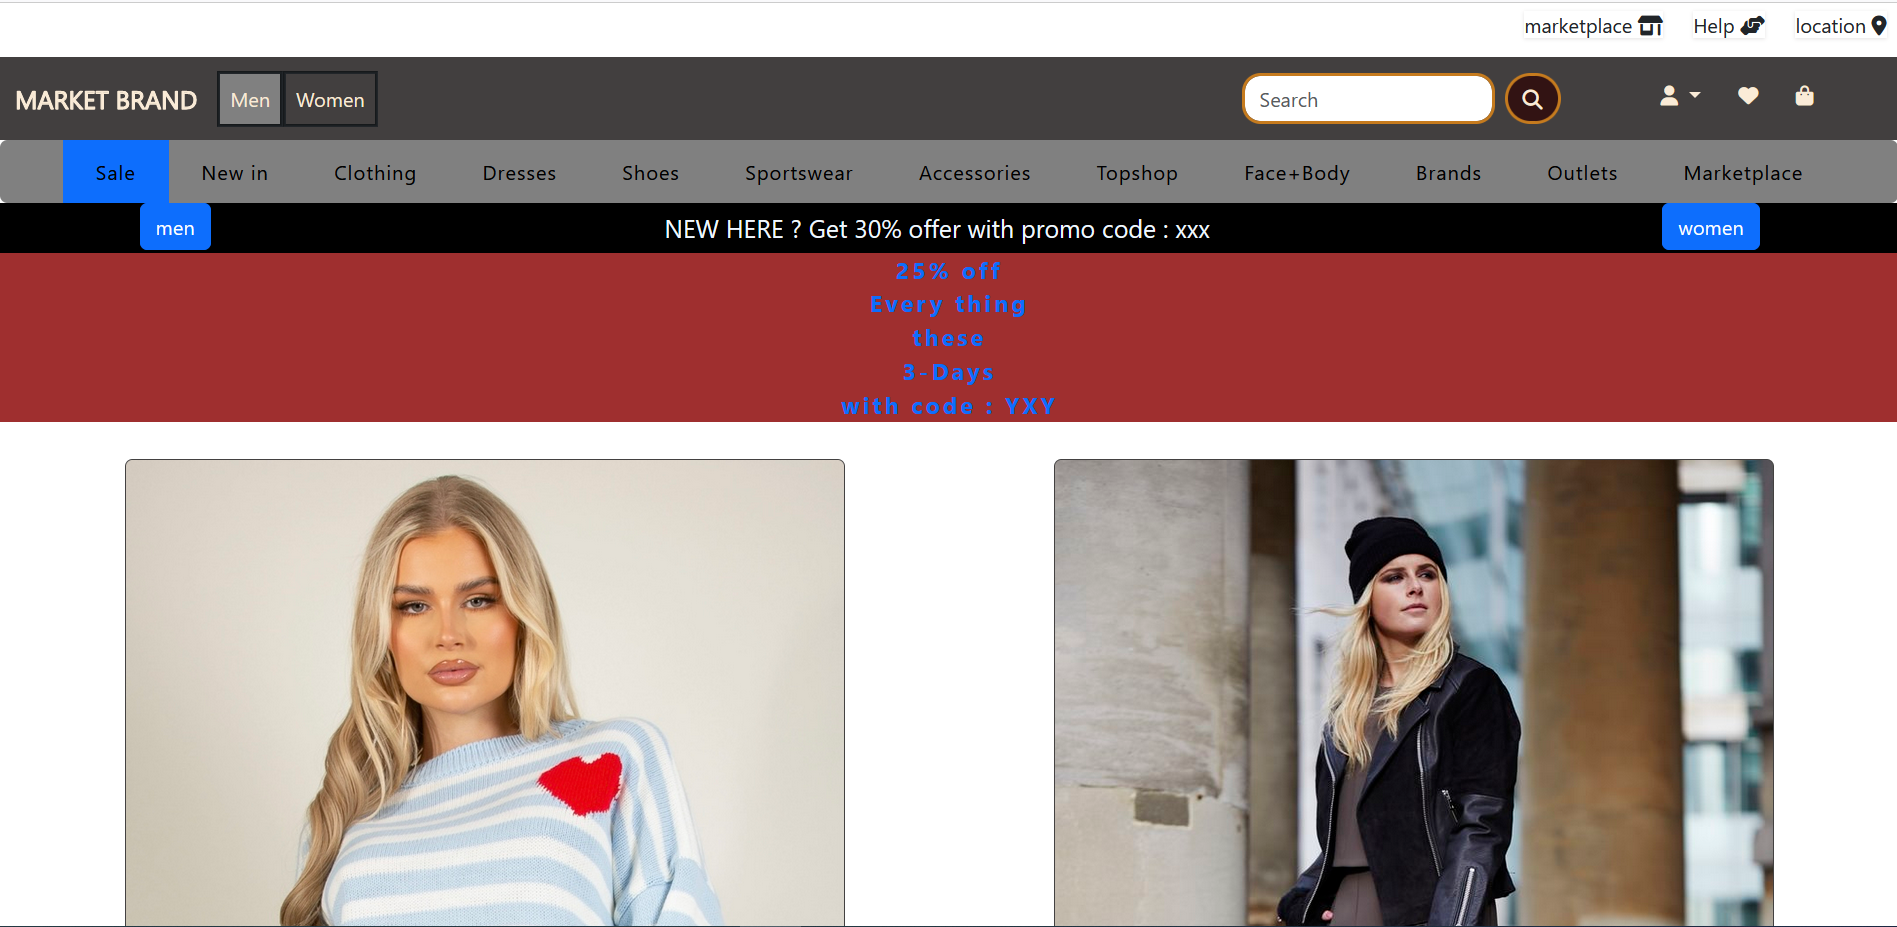 marketplace Help location
MARKET BRAND Men Women Search
Sale New in Clothing Dresses Shoes Sportswear Accessories Topshop Face+Body Brands Outlets Marketplace
men NEW HERE ? Get 30% offer with promo code : xxx women
25% off
Every thing
these
3-Days
with code : YXY